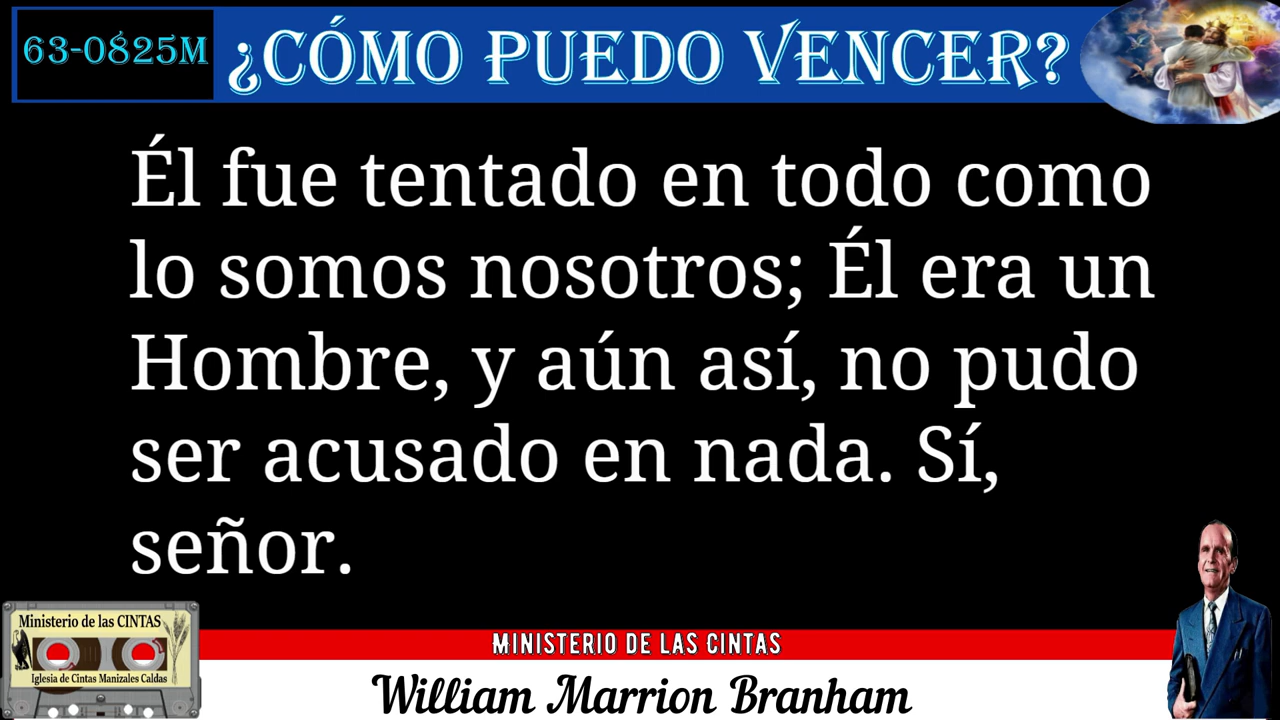 63-0825M
¿CÓMO PUEDO VENCER?
Él fue tentado en todo como
lo somos nosotros; Él era un
Hombre, y aún así, no pudo
ser acusado en nada. Sí,
señor.
Ministerio de las CINTAS
Iglesia de Cintas Manizales Caldas
MINISTERIO DE LAS CINTAS
William Marrion Branham